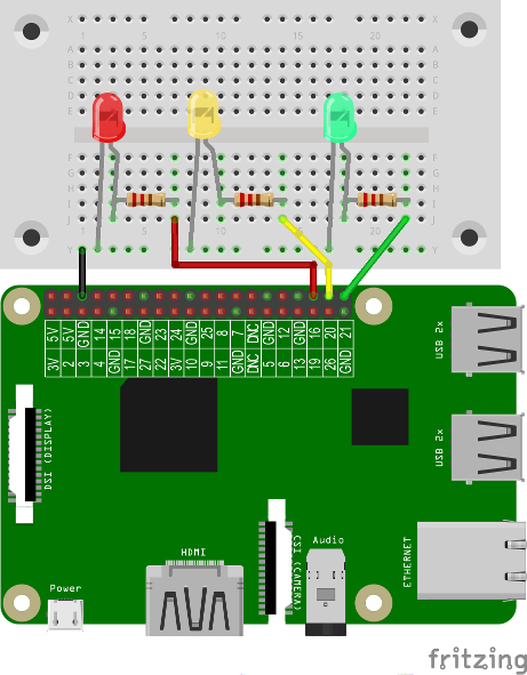 X 1 5 10 15 20 X
A A
B B
C C
D D
E E
F F
G G
H H
I I
J J
1 5 10 15 20
Y Y
5V 5V GND 14 15 18 GND 23 24 GND 25 8 7 DNC GND 12 GND 16 20 21
3V 2 3 4 GND 17 27 22 3V 10 9 11 GND DNC 5 6 13 19 26 GND
USB 2x
DSI (DISPLAY)
USB 2x
HDMI
CSI (CAMERA)
Audio
ETHERNET
Power
fritzing